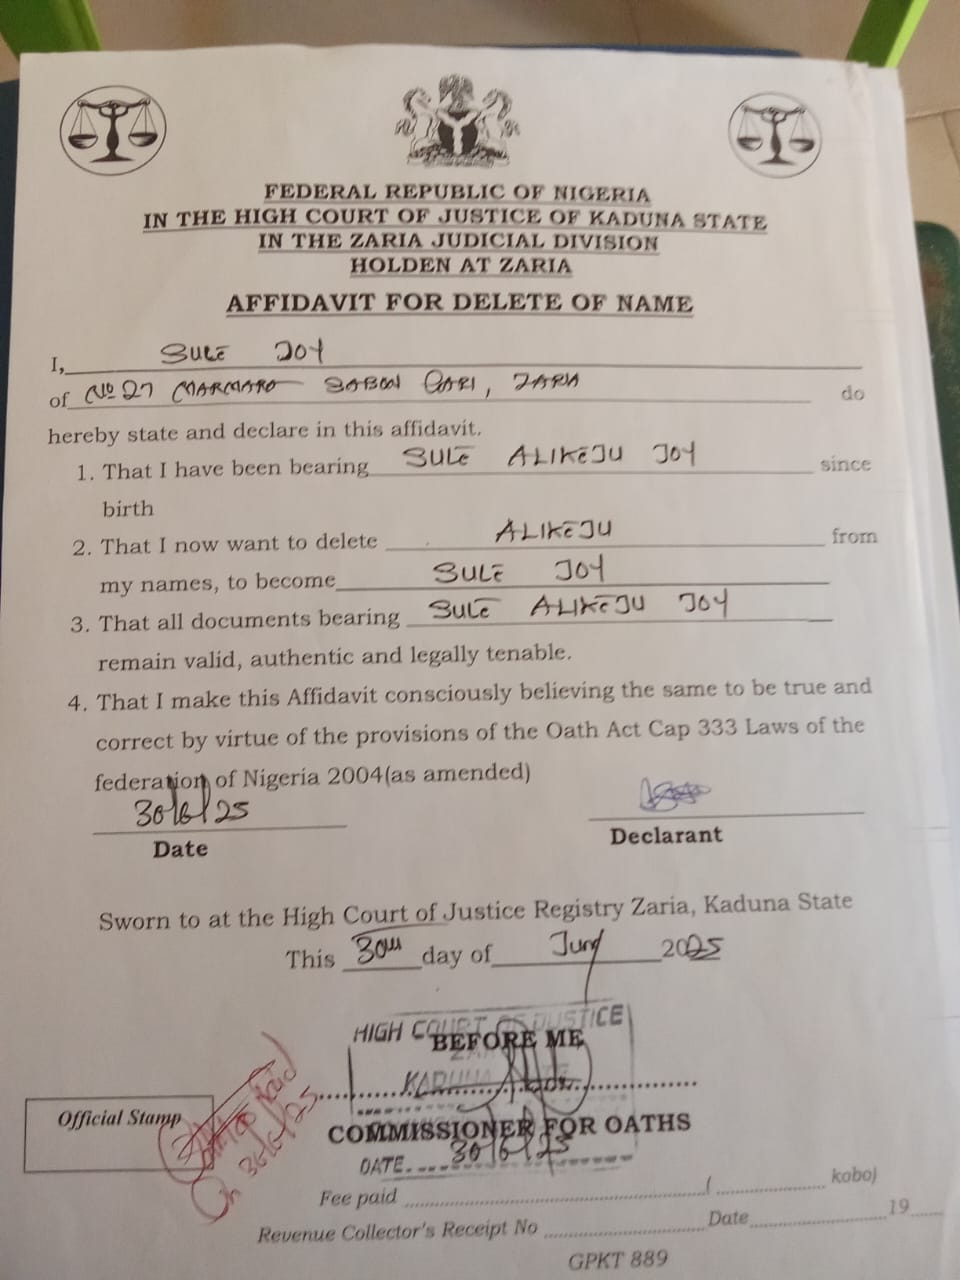 FEDERAL REPUBLIC OF NIGERIA
IN THE HIGH COURT OF JUSTICE OF KADUNA STATE
IN THE ZARIA JUDICIAL DIVISION
HOLDEN AT ZARIA
AFFIDAVIT FOR DELETE OF NAME
I, SULE JOY
of No 27 MARMARO SABON GARI, ZARIA do
hereby state and declare in this affidavit.
1. That I have been bearing SULE ALIKEJU JOY since
birth
2. That I now want to delete ALIKEJU from
my names, to become SULE JOY
3. That all documents bearing SULE ALIKEJU JOY
remain valid, authentic and legally tenable.
4. That I make this Affidavit consciously believing the same to be true and
correct by virtue of the provisions of the Oath Act Cap 333 Laws of the
federation of Nigeria 2004(as amended)
30/6/25
Date Declarant
Sworn to at the High Court of Justice Registry Zaria, Kaduna State
This 30th day of June 2025
HIGH COURT OF JUSTICE
BEFORE ME
KADUNA
Official Stamp
COMMISSIONER FOR OATHS
DATE. 30/6/25
Paid
On 30/6/25
Fee paid ( koboj
Revenue Collector's Receipt No Date 19
GPKT 889